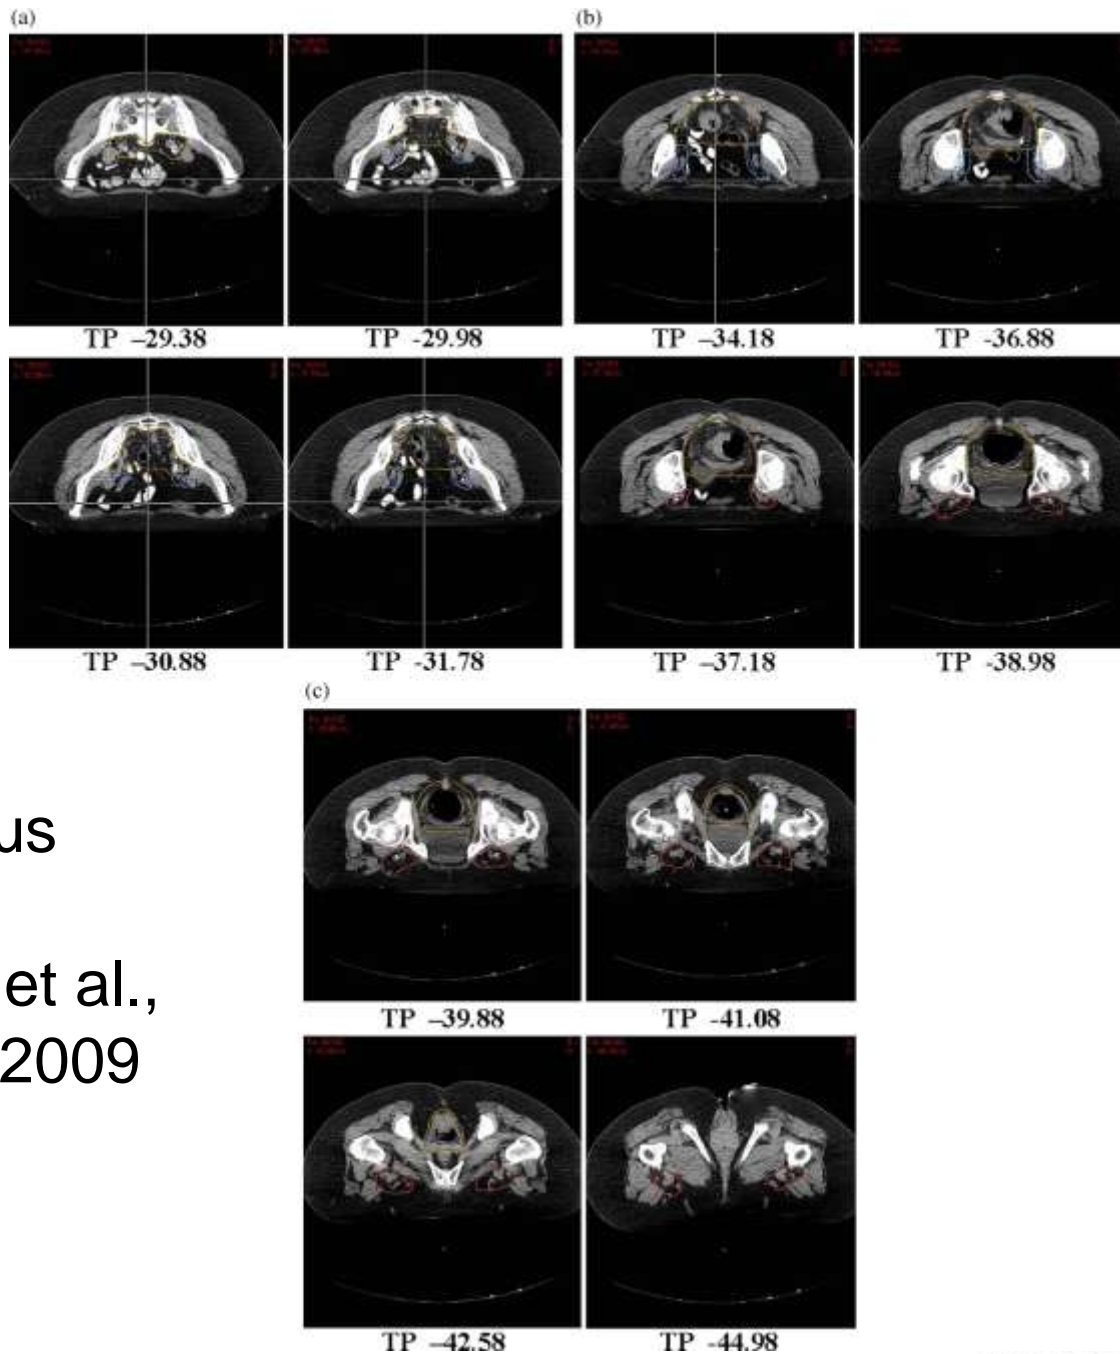 (a)
(b)
TP –29.38
TP -29.98
TP –34.18
TP -36.88
TP –30.88
TP -31.78
TP –37.18
TP -38.98
(c)
us
et al.,
2009
TP –39.88
TP -41.08
TP –42.58
TP -44.98